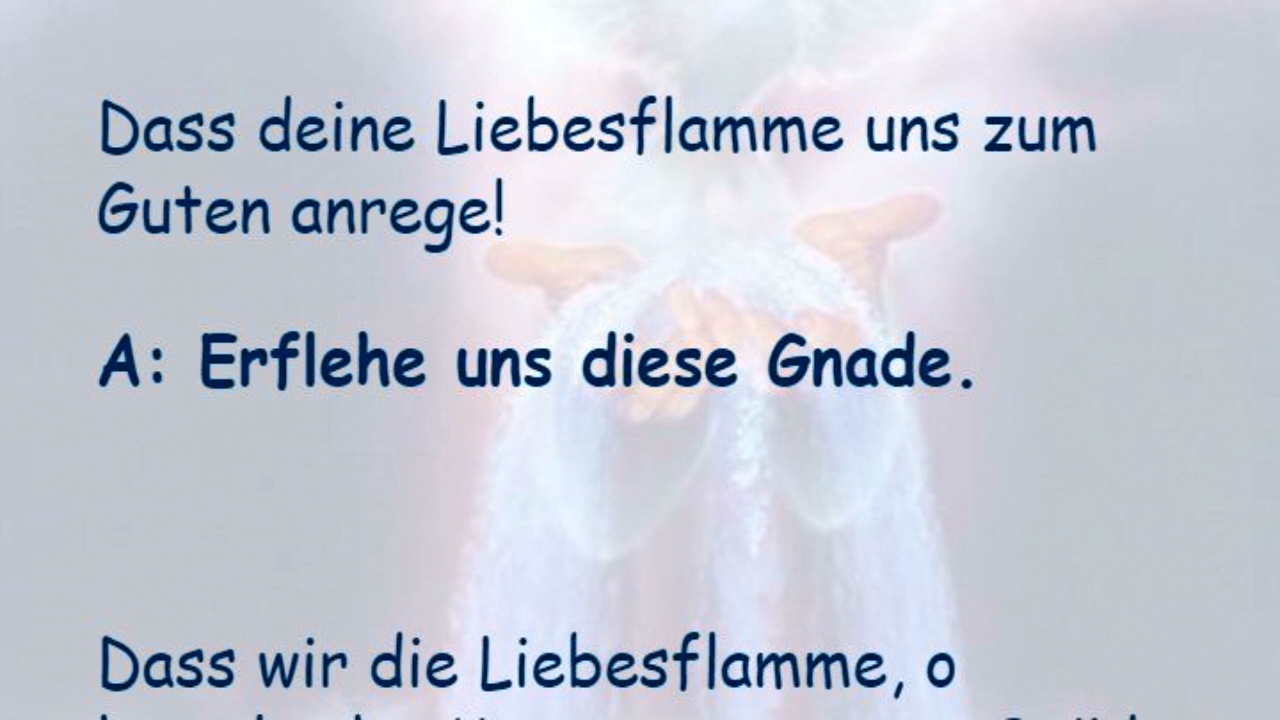 Dass deine Liebesflamme uns zum
Guten anrege!
A: Erflehe uns diese Gnade.
Dass wir die Liebesflamme, o